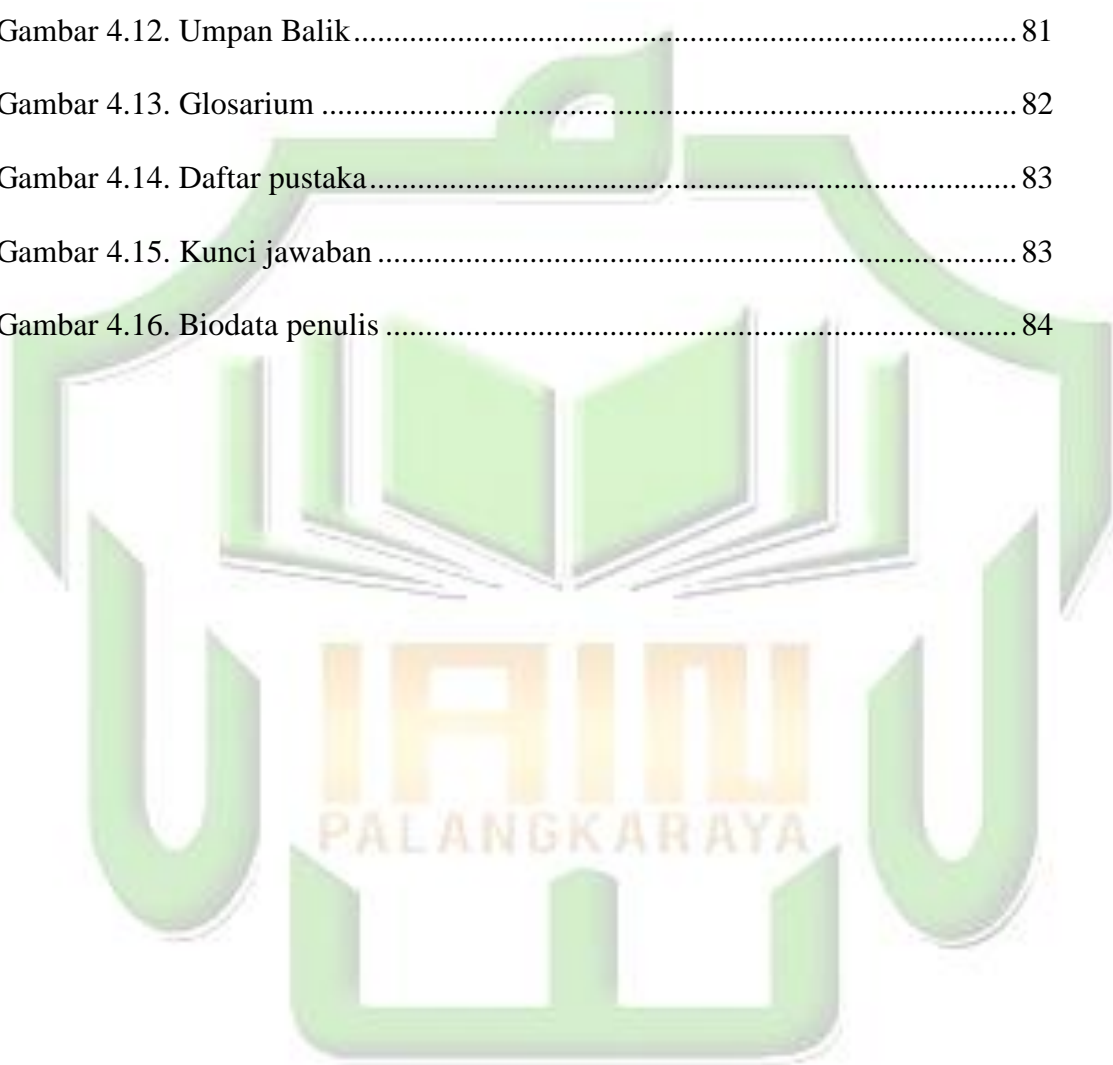 Gambar 4.12. Umpan Balik.................................................................................. 81
Gambar 4.13. Glosarium ...................................................................................... 82
Gambar 4.14. Daftar pustaka................................................................................ 83
Gambar 4.15. Kunci jawaban ............................................................................... 83
Gambar 4.16. Biodata penulis .............................................................................. 84
IAIN
PALANGKARAYA